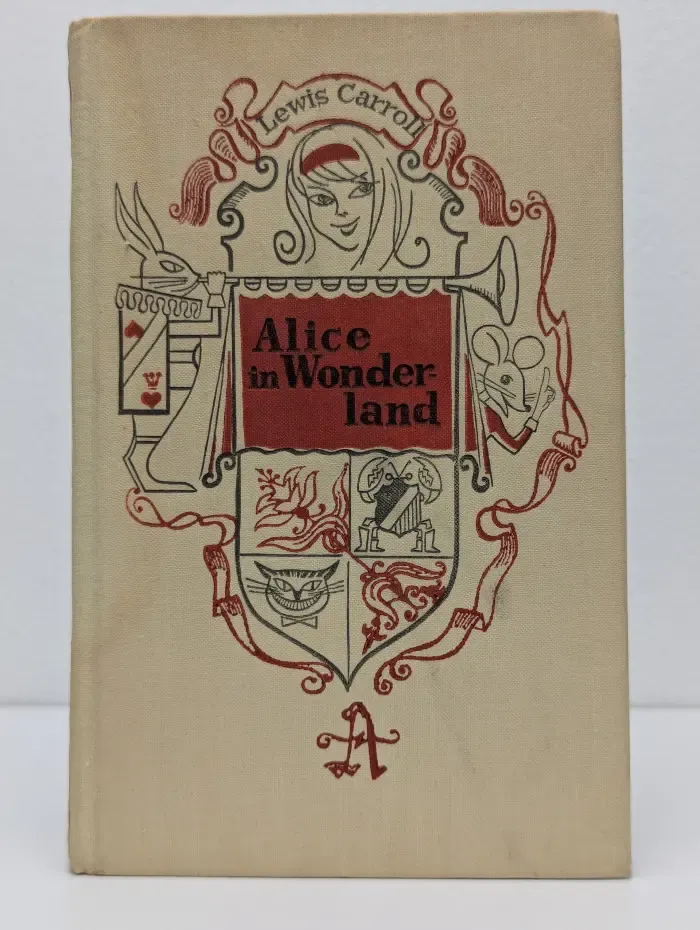 Lewis Carroll
Alice
in Wonder-
land
A